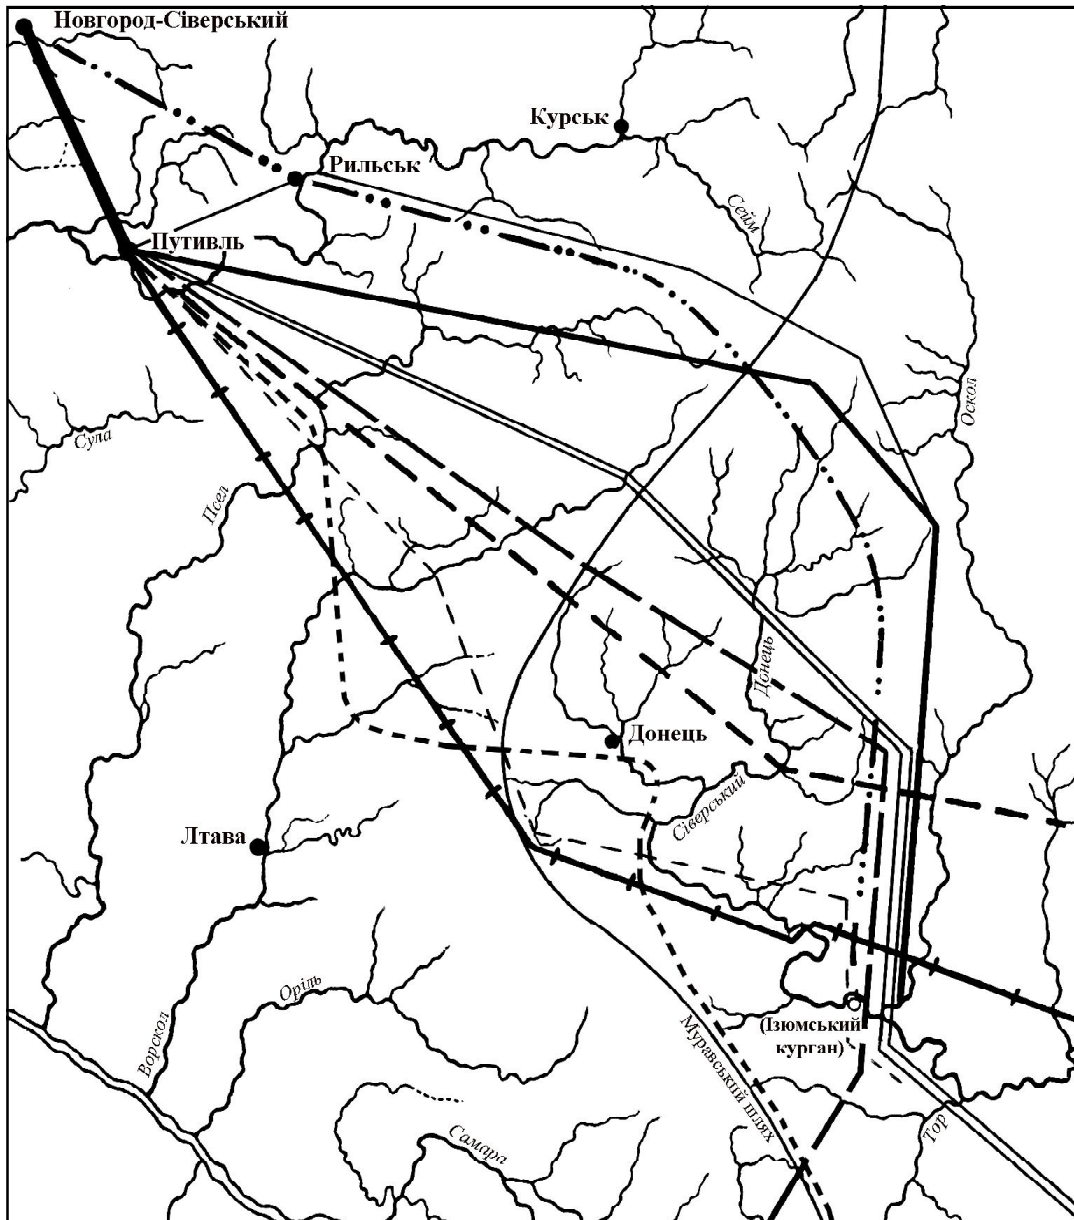 Новгород-Сіверський
Курськ
Рильськ
Сейм
Путивль
Оскол
Сула
Псел
Донець
Донець
Сіверський
Лтава
Оріль
(Ізюмський
курган)
Ворскол
Муравський шлях
Тор
Самара